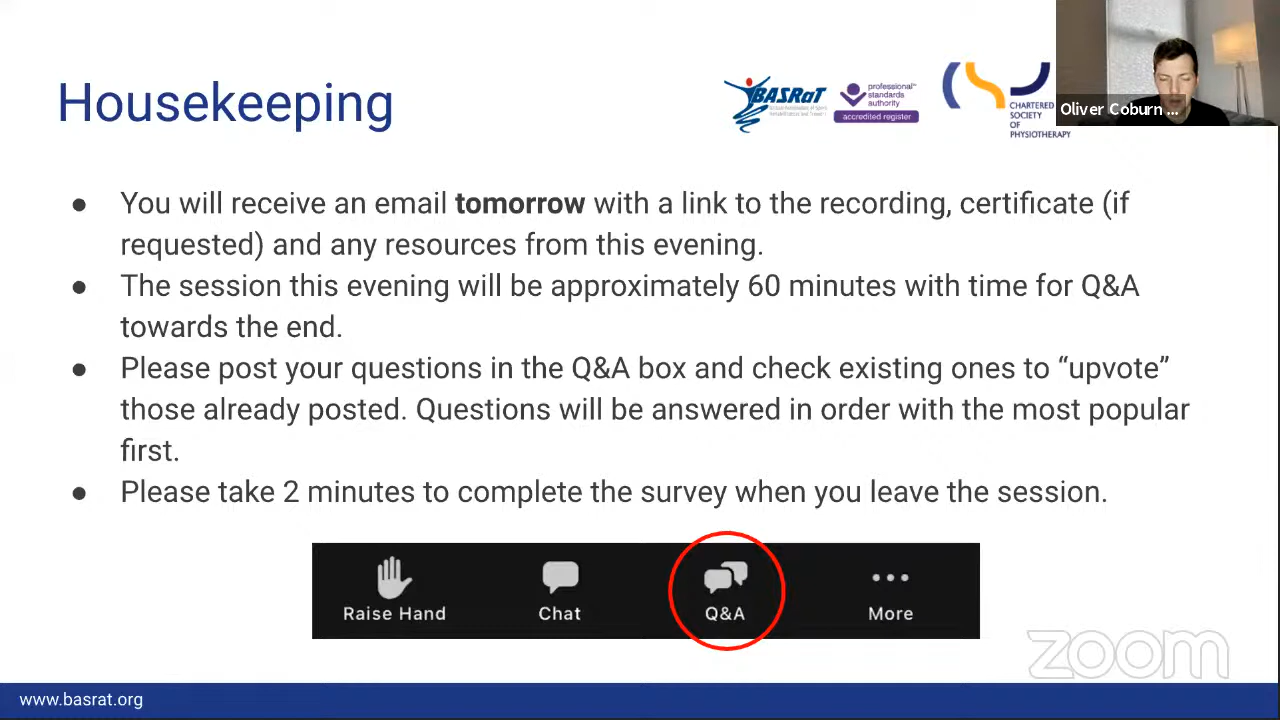 Housekeeping
BASRaT
professional
standards
authority
accredited register
CHARTERED
SOCIETY
OF
PHYSIOTHERAPY
Oliver Coburn ...
● You will receive an email tomorrow with a link to the recording, certificate (if
requested) and any resources from this evening.
● The session this evening will be approximately 60 minutes with time for Q&A
towards the end.
● Please post your questions in the Q&A box and check existing ones to “upvote”
those already posted. Questions will be answered in order with the most popular
first.
● Please take 2 minutes to complete the survey when you leave the session.
Raise Hand
Chat
Q&A
More
zoom
www.basrat.org